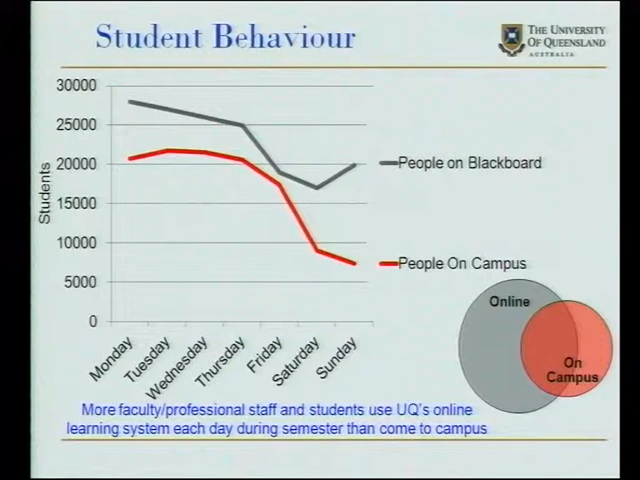 Student Behaviour
THE UNIVERSITY
OF QUEENSLAND
AUSTRALIA
30000
25000
20000
15000
10000
5000
0
Students
Monday
Tuesday
Wednesday
Thursday
Friday
Saturday
Sunday
People on Blackboard
People On Campus
Online
On
Campus
More faculty/professional staff and students use UQ's online
learning system each day during semester than come to campus